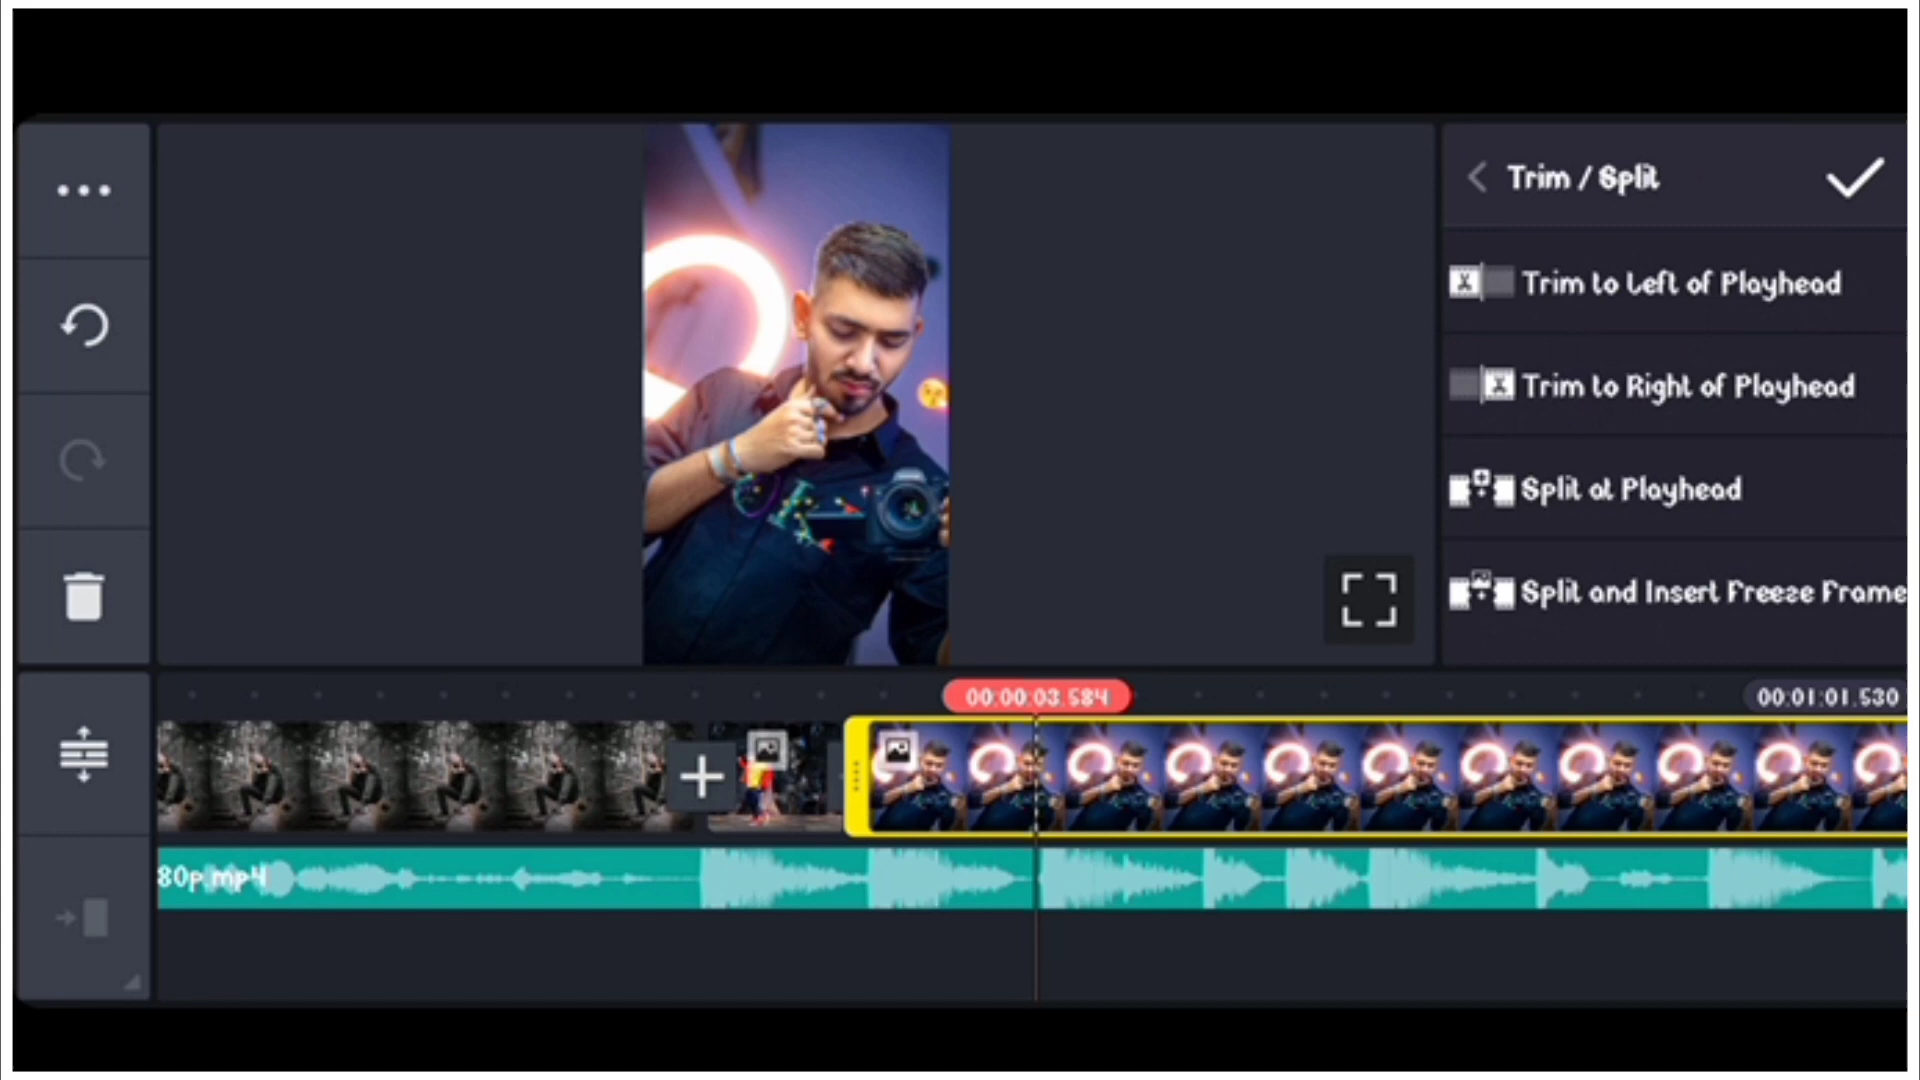 Trim / Split
Trim to Left of Playhead
Trim to Right of Playhead
Split at Playhead
Split and Insert Freeze Frame
00:00:03.584
00:01:01.530
80p.mp4